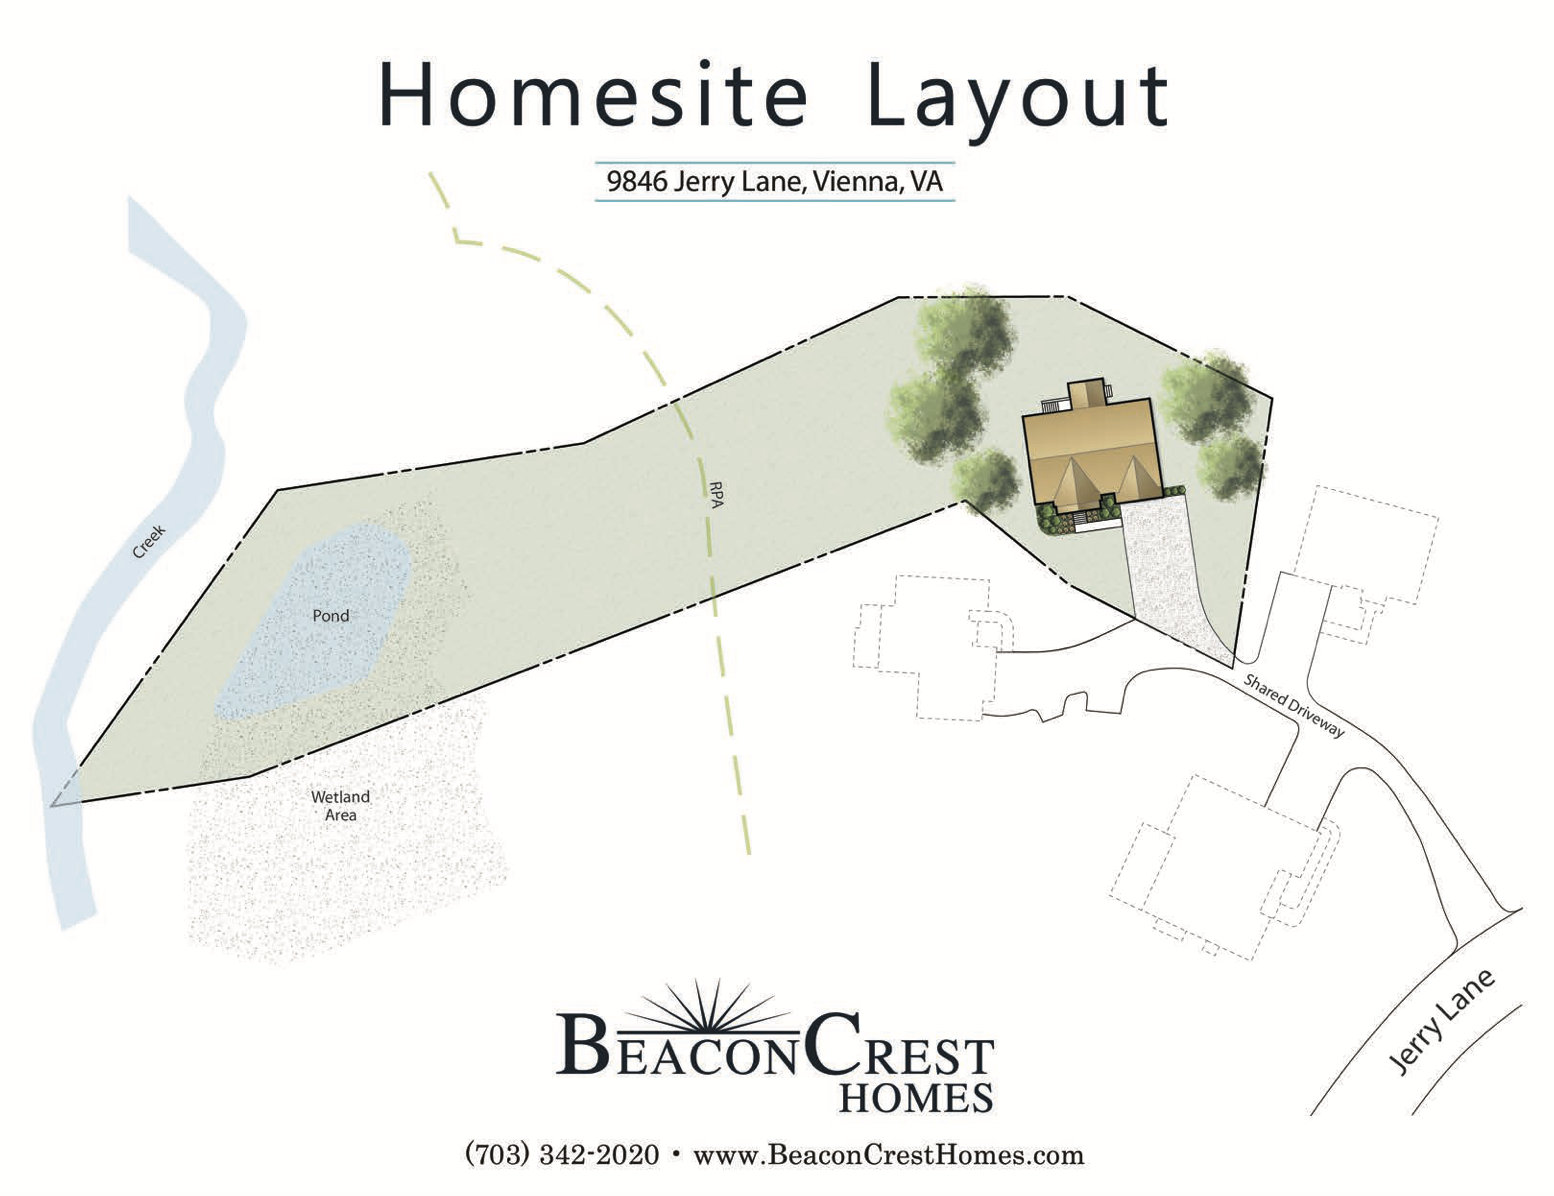 Homesite Layout
9846 Jerry Lane, Vienna, VA
RPA
Creek
Pond
Shared Driveway
Wetland
Area
Jerry Lane
BEACONCREST
HOMES
(703) 342-2020 • www.BeaconCrestHomes.com